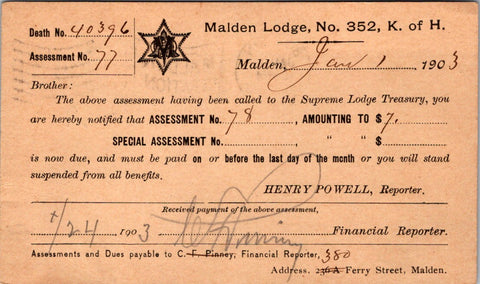 Death No. 40396
Malden Lodge, No. 352, K. of H.
Assessment No. 77
Malden, Jan 1 1903
Brother:
The above assessment having been called to the Supreme Lodge Treasury, you
are hereby notified that ASSESSMENT No. 78, AMOUNTING TO $7.
SPECIAL ASSESSMENT No. " " $
is now due, and must be paid on or before the last day of the month or you will stand
suspended from all benefits.
HENRY POWELL, Reporter.
Received payment of the above assessment,
1/24 1903 Financial Reporter.
Assessments and Dues payable to C. F. Pinney, Financial Reporter, 380
Address. 236 A Ferry Street, Malden.